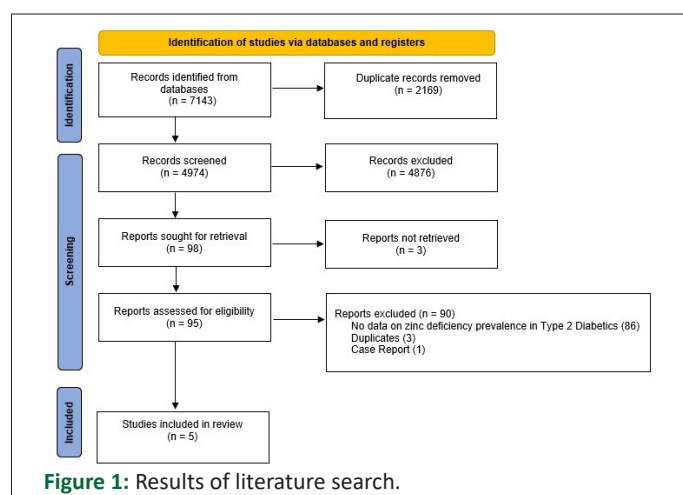 Identification of studies via databases and registers
Identification
Records identified from
databases
(n = 7143)
Duplicate records removed
(n = 2169)
Screening
Records screened
(n = 4974)
Records excluded
(n = 4876)
Reports sought for retrieval
(n = 98)
Reports not retrieved
(n = 3)
Reports assessed for eligibility
(n = 95)
Reports excluded (n = 90)
No data on zinc deficiency prevalence in Type 2 Diabetics (86)
Duplicates (3)
Case Report (1)
Included
Studies included in review
(n = 5)
Figure 1: Results of literature search.